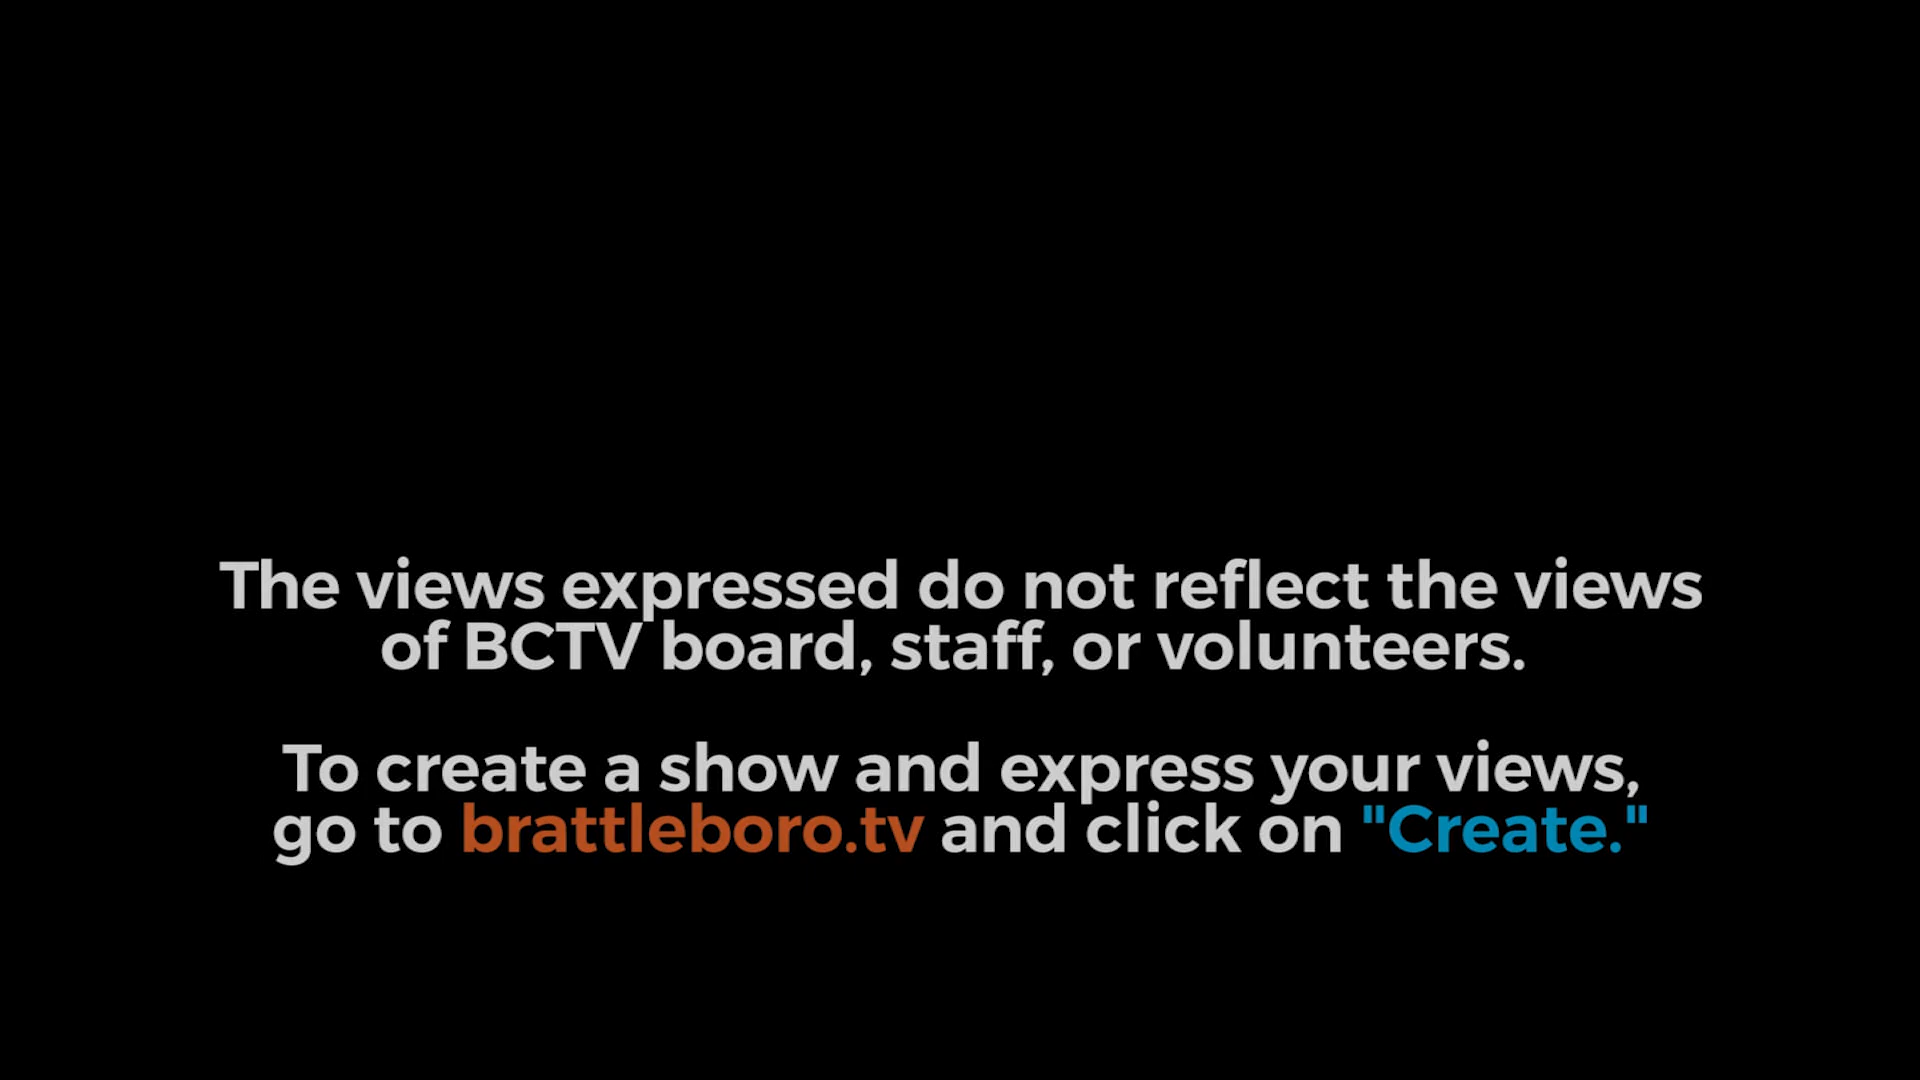 The views expressed do not reflect the views
of BCTV board, staff, or volunteers.
To create a show and express your views,
go to brattleboro.tv and click on "Create."